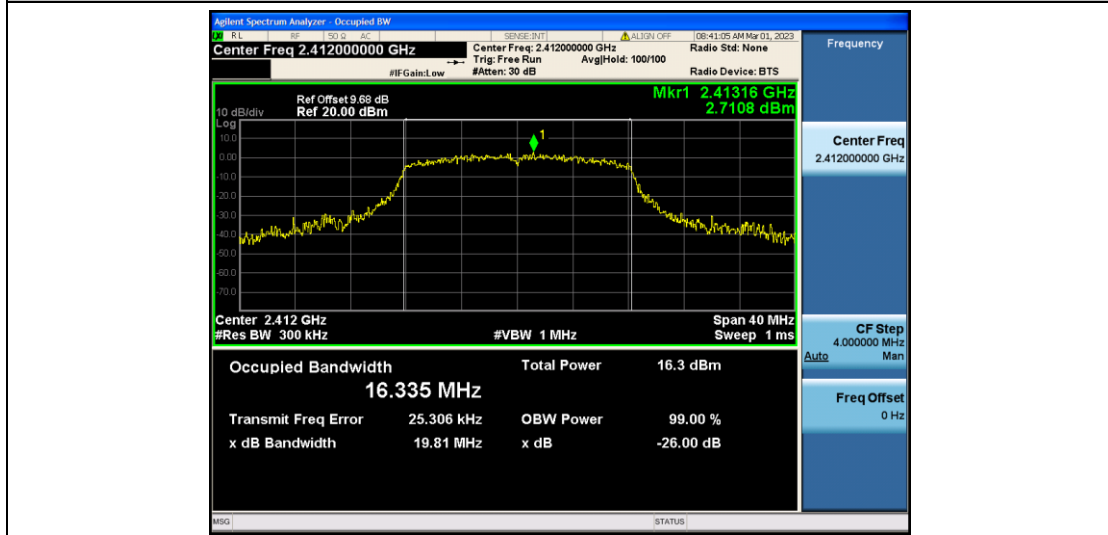 Agilent Spectrum Analyzer - Occupied BW
RL RF 50 Ω AC SENSE:INT ALIGN OFF 08:41:05 AM Mar 01, 2023
Center Freq 2.412000000 GHz Center Freq: 2.412000000 GHz Radio Std: None Frequency
Trig: Free Run Avg|Hold: 100/100
#IFGain:Low #Atten: 30 dB Radio Device: BTS
Mkr1 2.41316 GHz
Ref Offset 9.68 dB 2.7108 dBm
10 dB/div Ref 20.00 dBm
Log
10.0
1
0.00
-10.0
-20.0
-30.0
-40.0
-50.0
-60.0
-70.0
Center Freq
2.412000000 GHz
Center 2.412 GHz Span 40 MHz
#Res BW 300 kHz #VBW 1 MHz Sweep 1 ms
CF Step
4.000000 MHz
Auto Man
Occupied Bandwidth Total Power 16.3 dBm
16.335 MHz
Freq Offset
0 Hz
Transmit Freq Error 25.306 kHz OBW Power 99.00 %
x dB Bandwidth 19.81 MHz x dB -26.00 dB
MSG STATUS